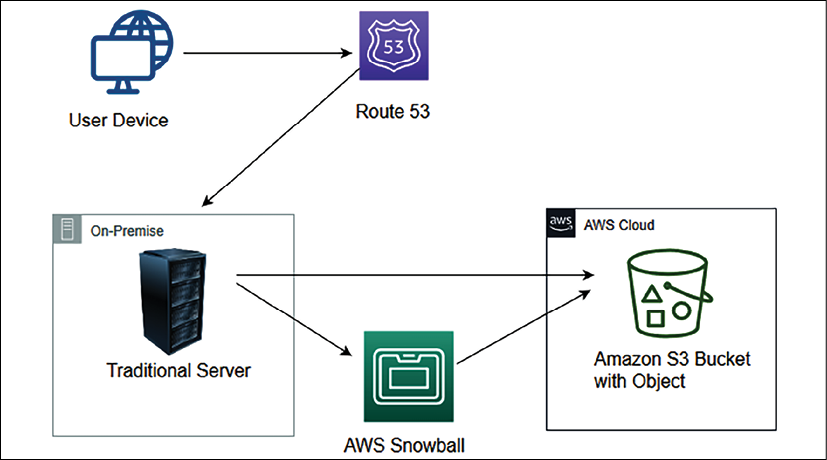 53
User Device
Route 53
On-Premise
aws
AWS Cloud
Traditional Server
Amazon S3 Bucket
with Object
AWS Snowball